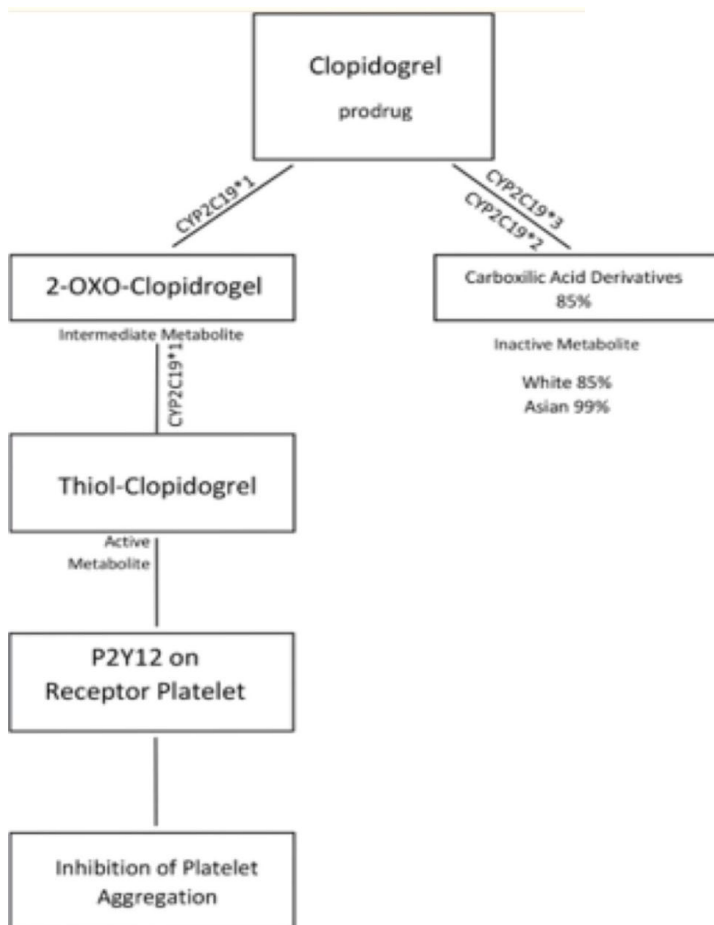 Clopidogrel
prodrug
CYP2C19*1
CYP2C19*3
CYP2C19*2
2-OXO-Clopidrogel
Intermediate Metabolite
Carboxilic Acid Derivatives
85%
Inactive Metabolite
White 85%
Asian 99%
CYP2C19*1
Thiol-Clopidogrel
Active
Metabolite
P2Y12 on
Receptor Platelet
Inhibition of Platelet
Aggregation